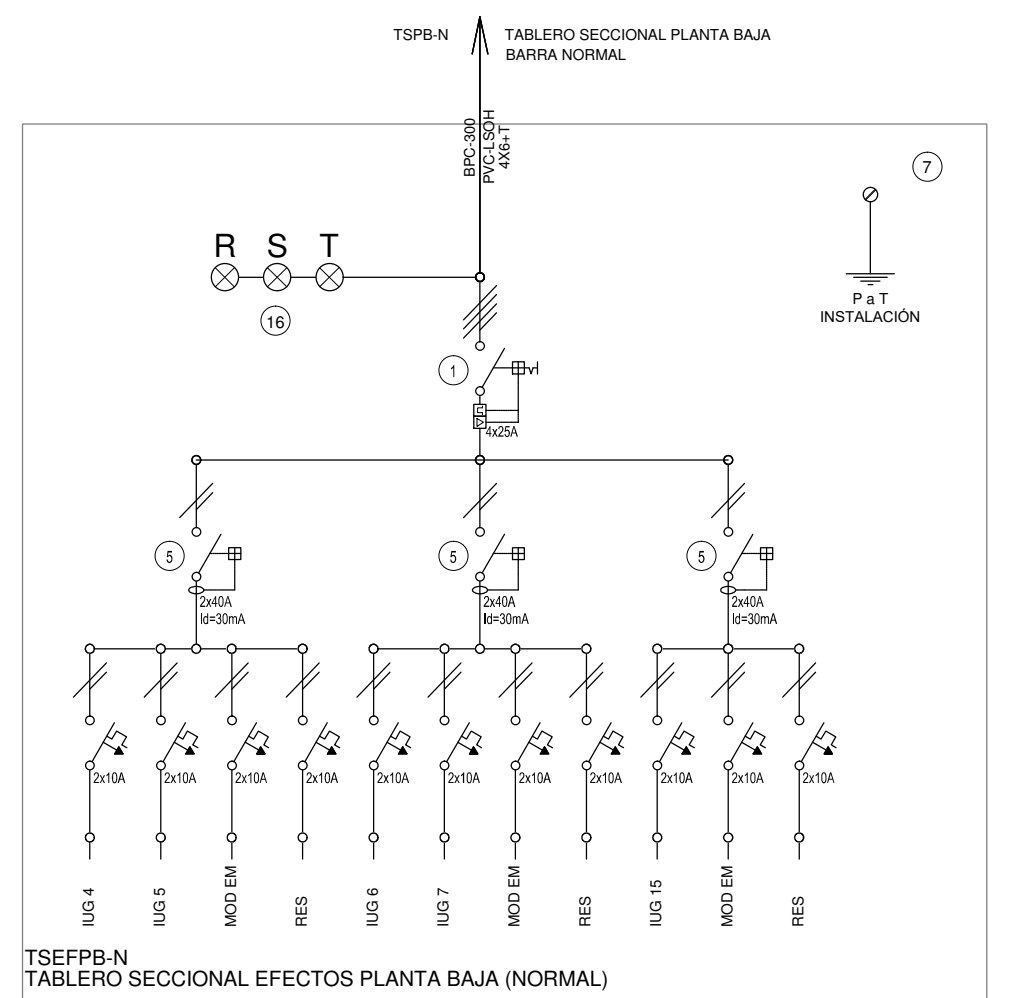 TSPB-N
TABLERO SECCIONAL PLANTA BAJA
BARRA NORMAL
BPC-300
PVC-LSOH
4X6+T
7
R S T
16
P a T
INSTALACIÓN
1
4x25A
5
2x40A
Id=30mA
5
2x40A
Id=30mA
5
2x40A
Id=30mA
2x10A
2x10A
2x10A
2x10A
2x10A
2x10A
2x10A
2x10A
2x10A
2x10A
2x10A
IUG 4
IUG 5
MOD EM
RES
IUG 6
IUG 7
MOD EM
RES
IUG 15
MOD EM
RES
TSEFPB-N
TABLERO SECCIONAL EFECTOS PLANTA BAJA (NORMAL)